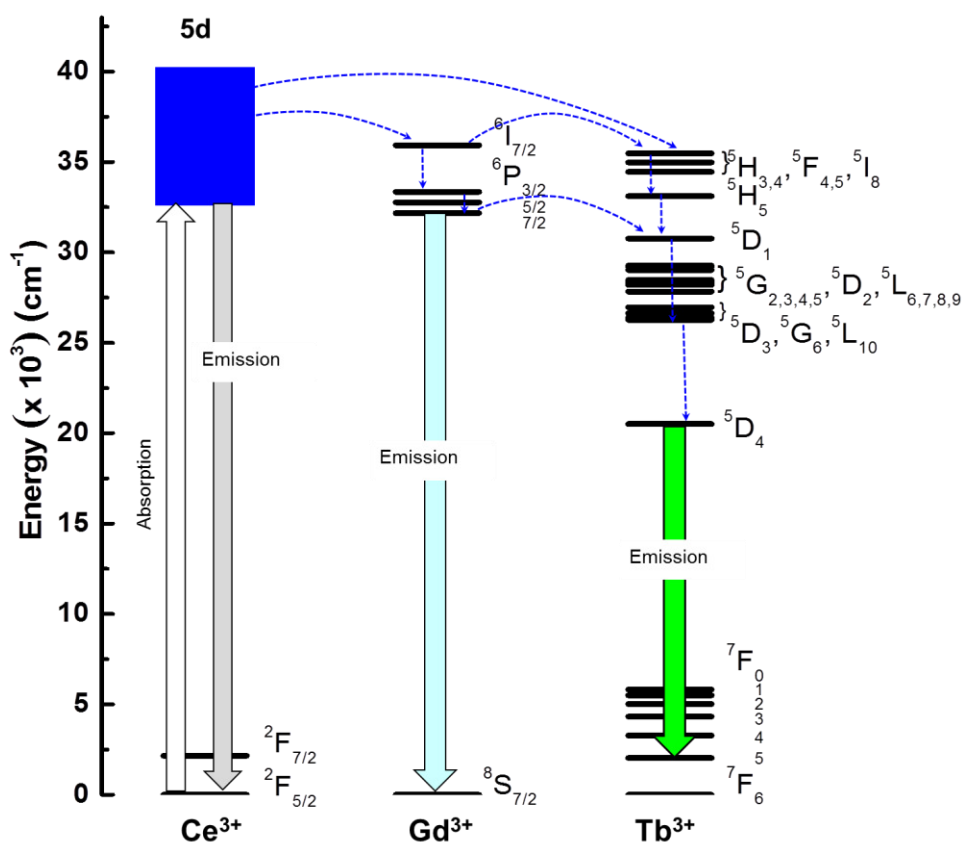 5d
Energy (x 10³) (cm⁻¹)
40
35
30
25
20
15
10
5
0
Absorption
Emission
²F₇/₂
²F₅/₂
Ce³⁺
⁶I₇/₂
⁶P₃/₂
5/2
7/2
Emission
⁸S₇/₂
Gd³⁺
}⁵H₃,₄, ⁵F₄,₅, ⁵I₈
⁵H₅
⁵D₁
}⁵G₂,₃,₄,₅, ⁵D₂, ⁵L₆,₇,₈,₉
}
⁵D₃, ⁵G₆, ⁵L₁₀
⁵D₄
Emission
⁷F₀
1
2
3
4
5
⁷F₆
Tb³⁺